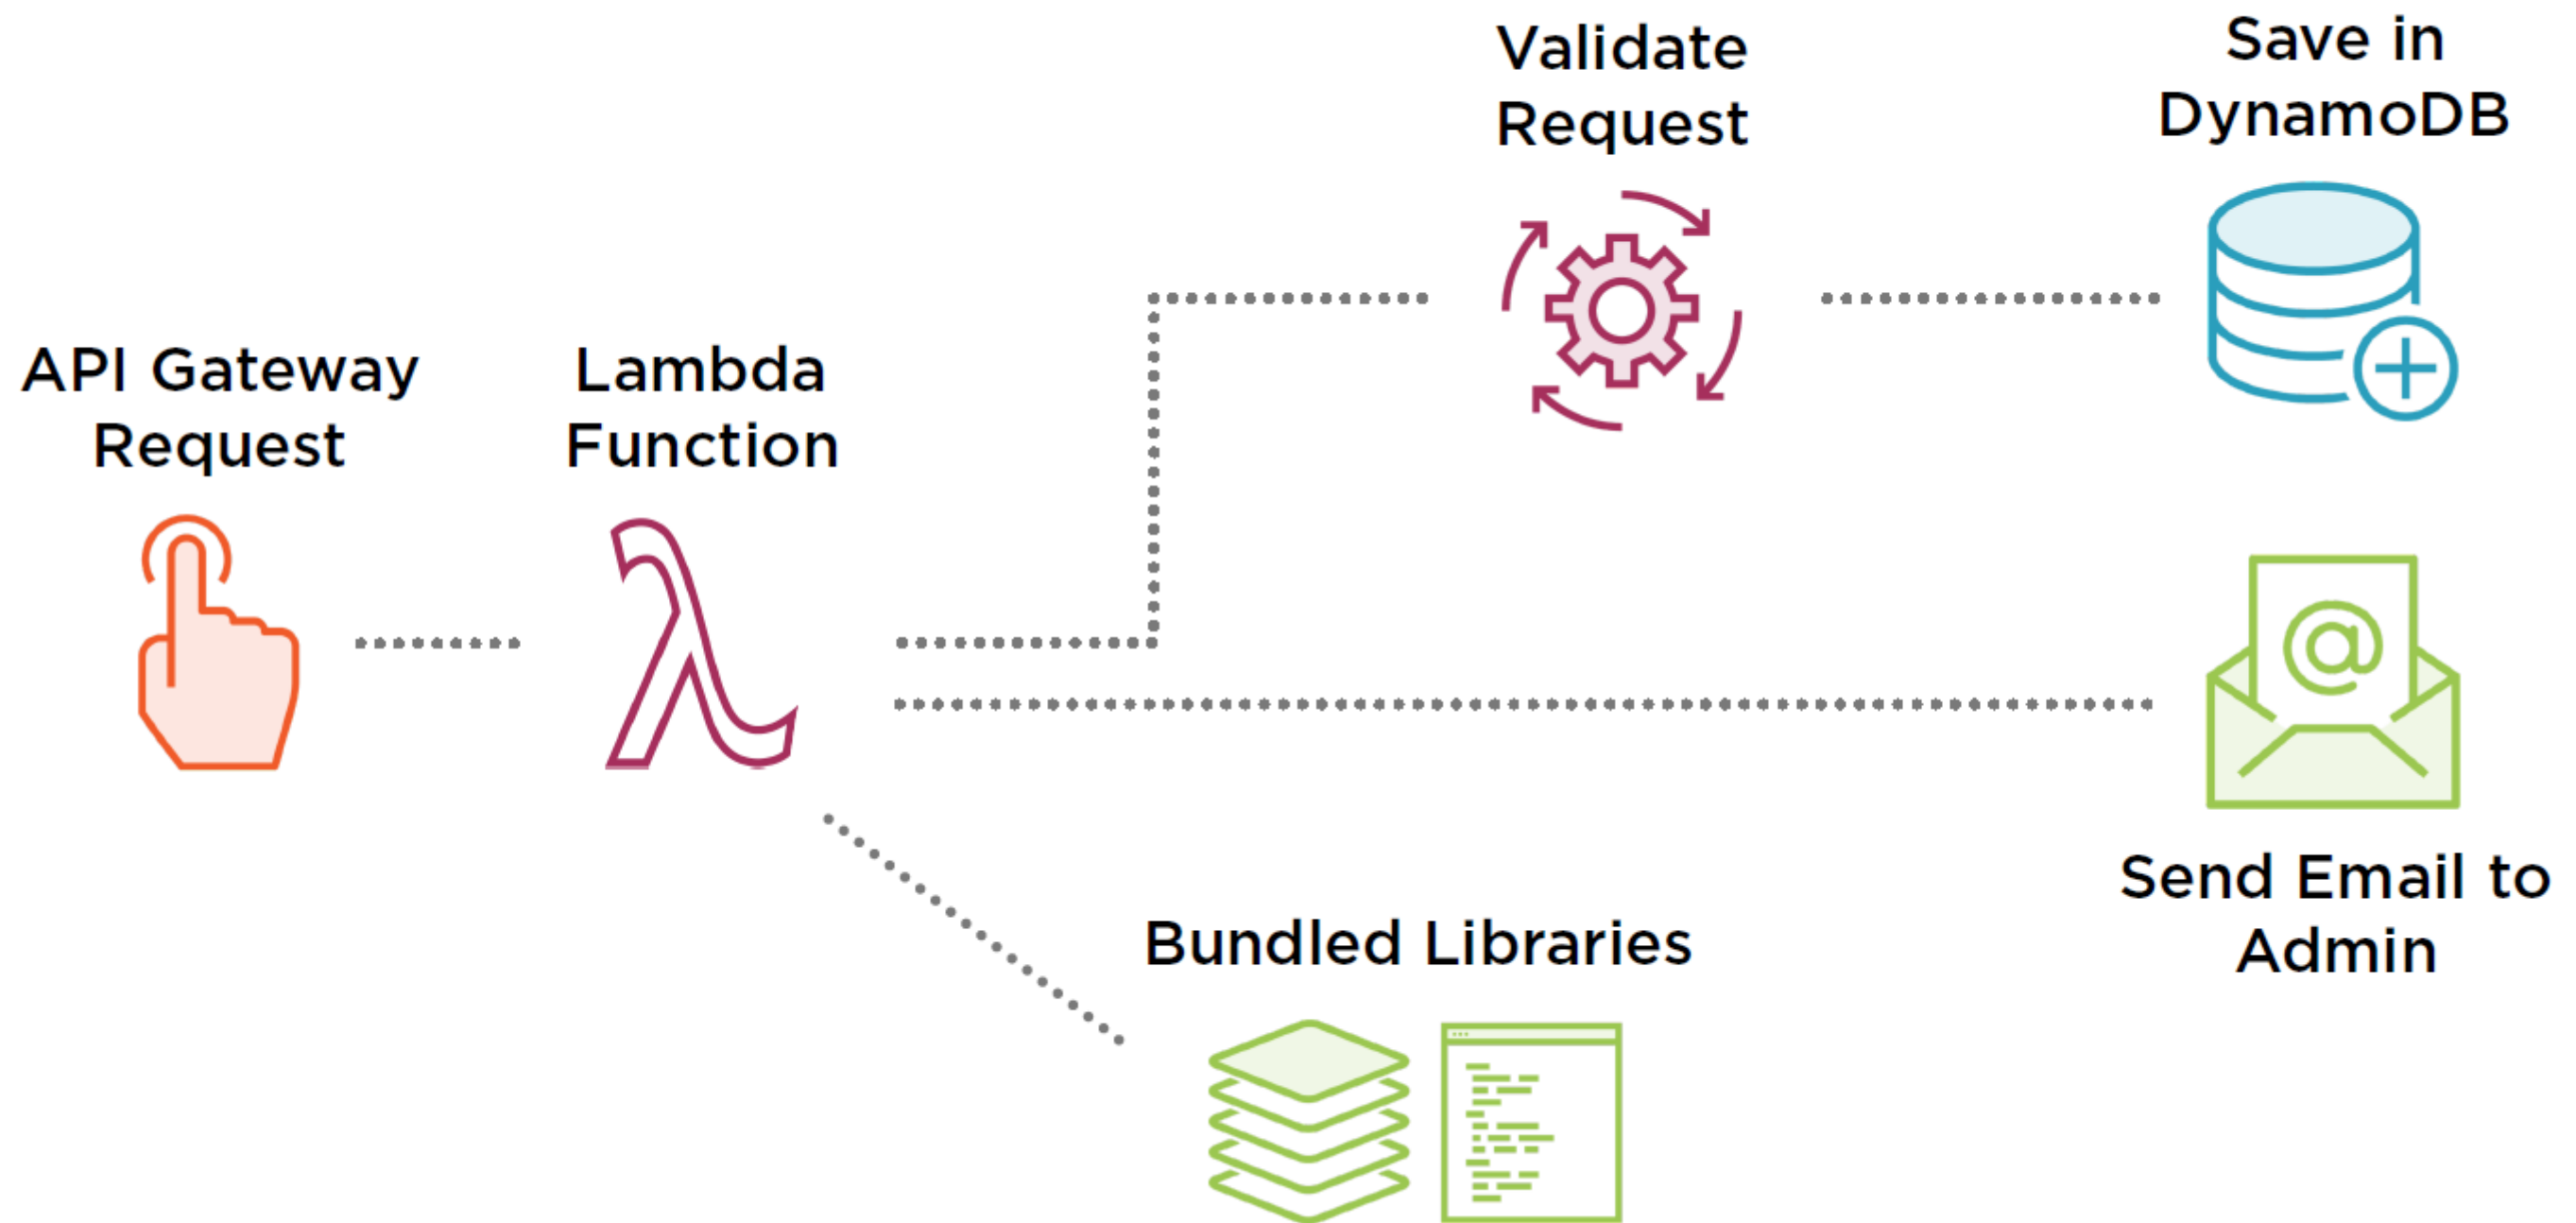 Validate
Request
Save in
DynamoDB
API Gateway
Request
Lambda
Function
Send Email to
Admin
Bundled Libraries